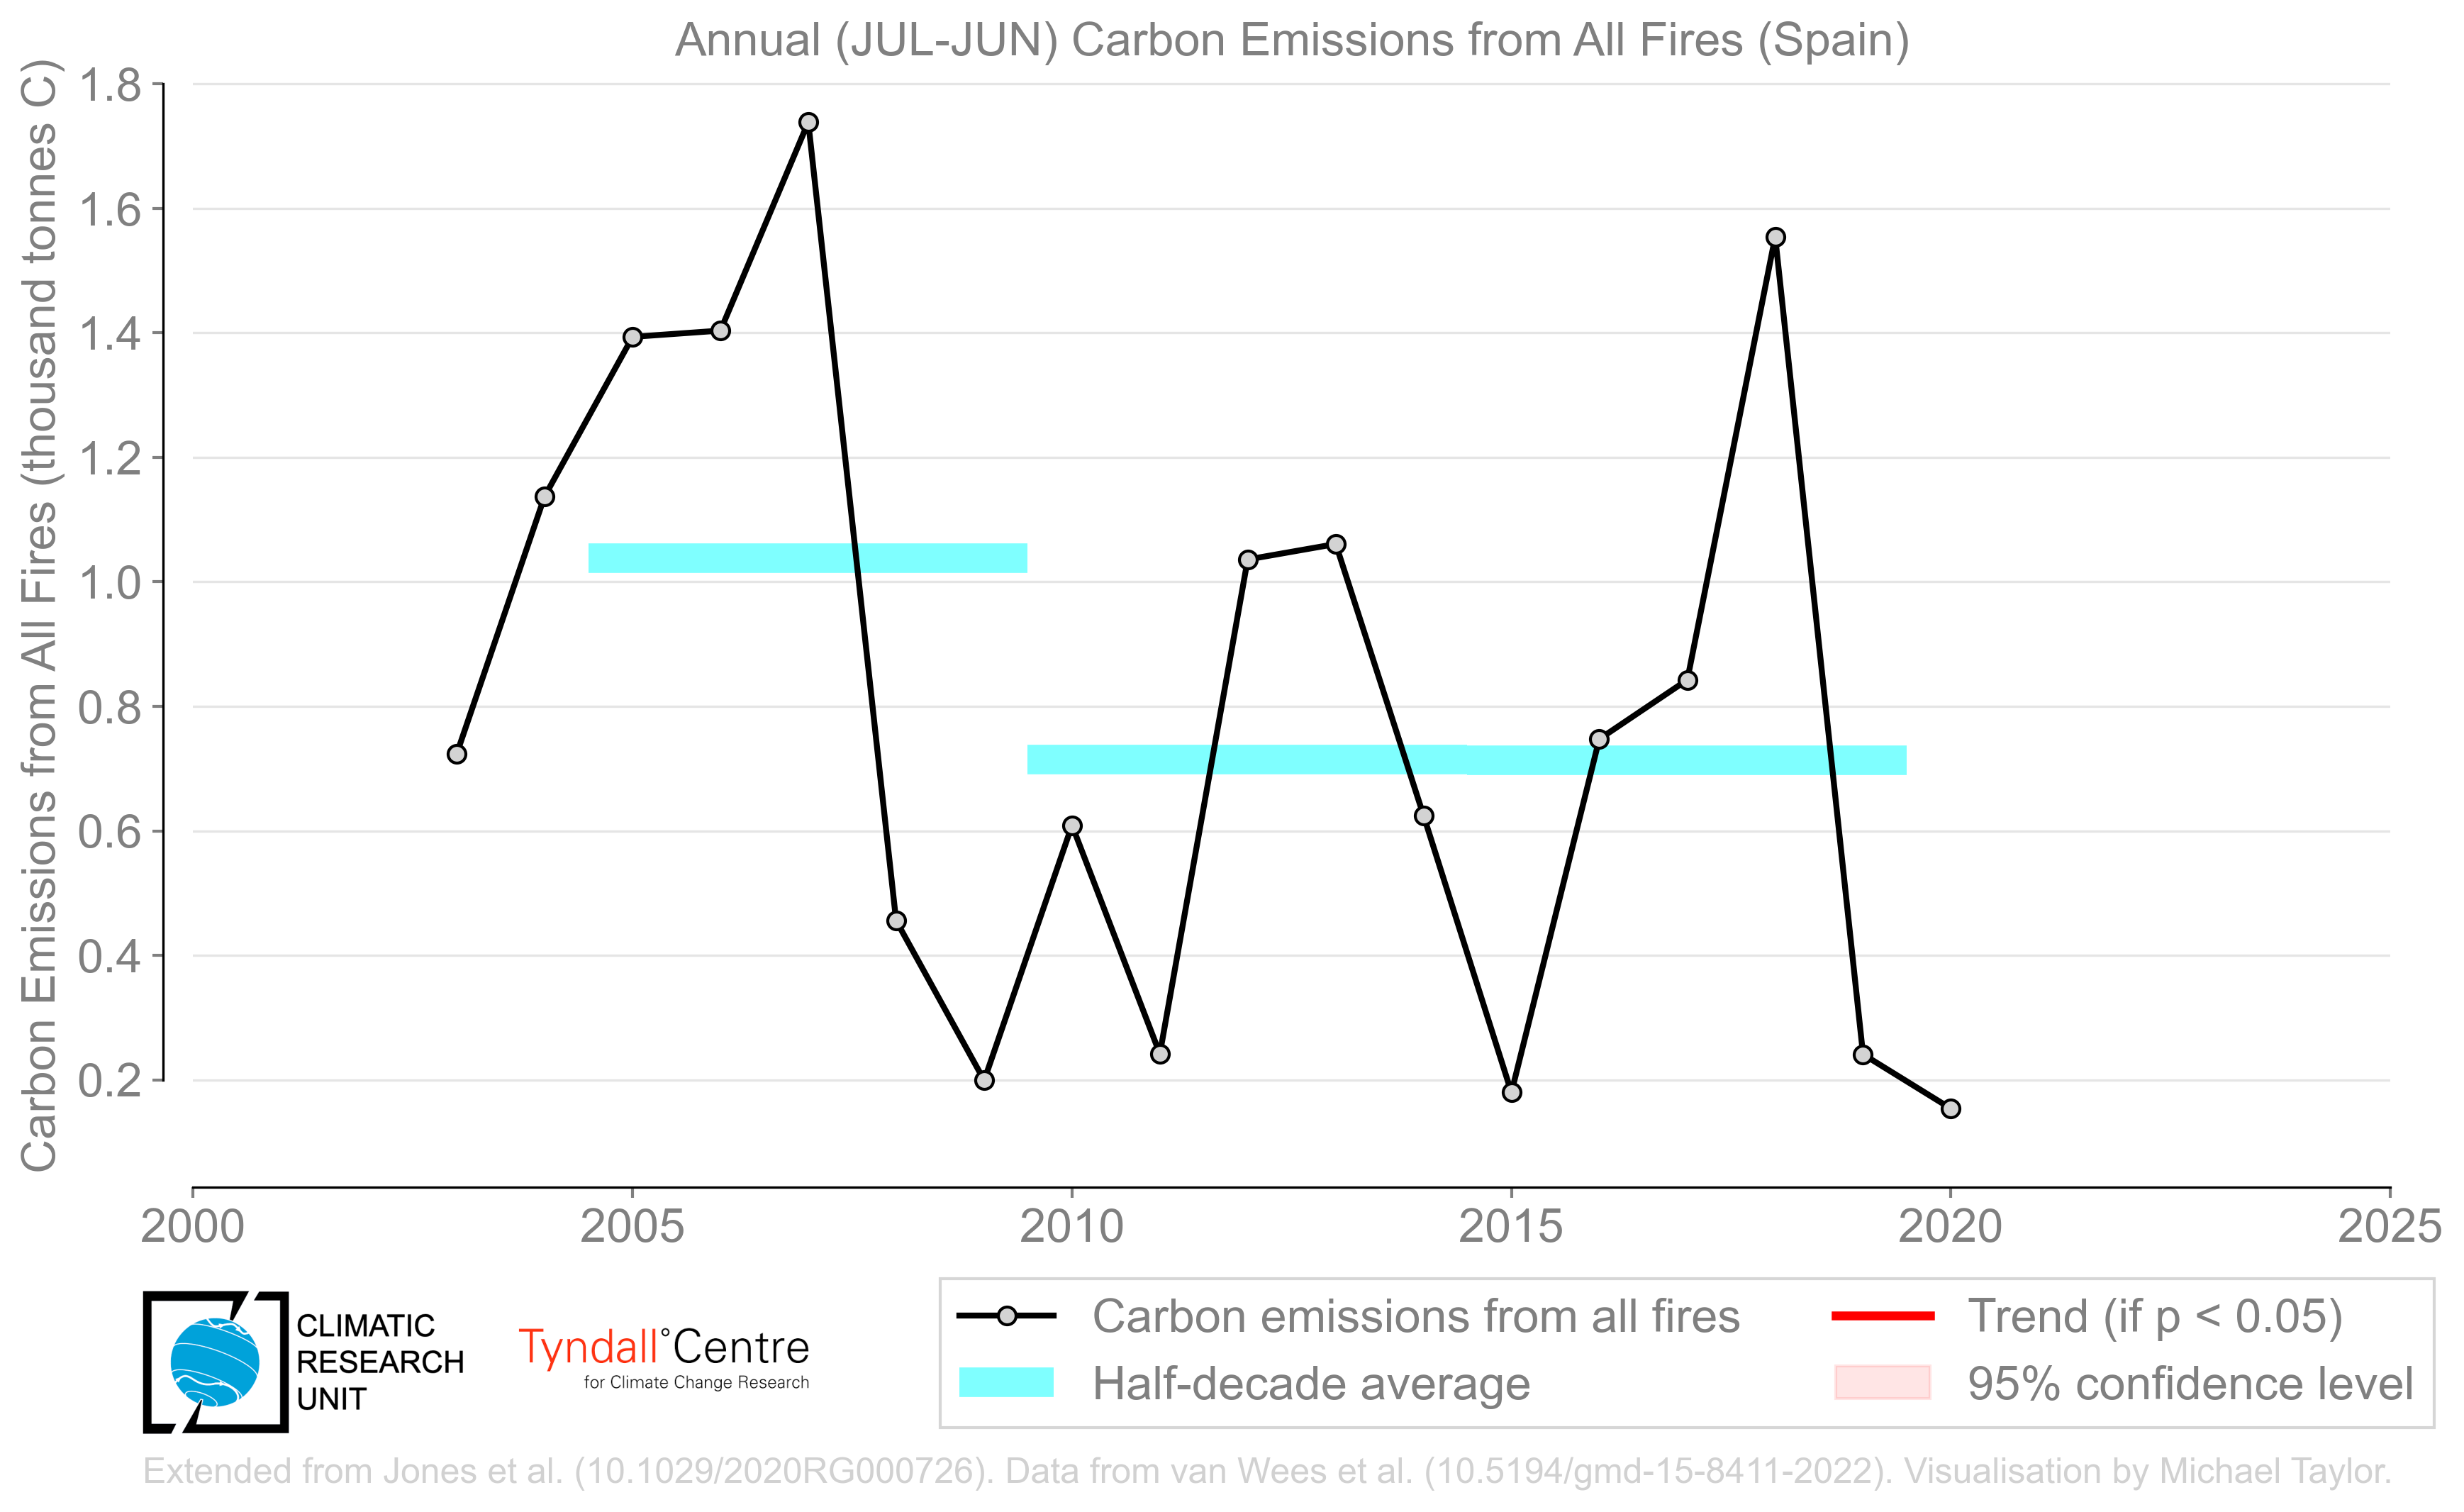 Annual (JUL-JUN) Carbon Emissions from All Fires (Spain)
Carbon Emissions from All Fires (thousand tonnes C)
1.8
1.6
1.4
1.2
1.0
0.8
0.6
0.4
0.2
2000 2005 2010 2015 2020 2025
CLIMATIC
RESEARCH
UNIT
Tyndall°Centre
for Climate Change Research
Carbon emissions from all fires
Half-decade average
Trend (if p < 0.05)
95% confidence level
Extended from Jones et al. (10.1029/2020RG000726). Data from van Wees et al. (10.5194/gmd-15-8411-2022). Visualisation by Michael Taylor.